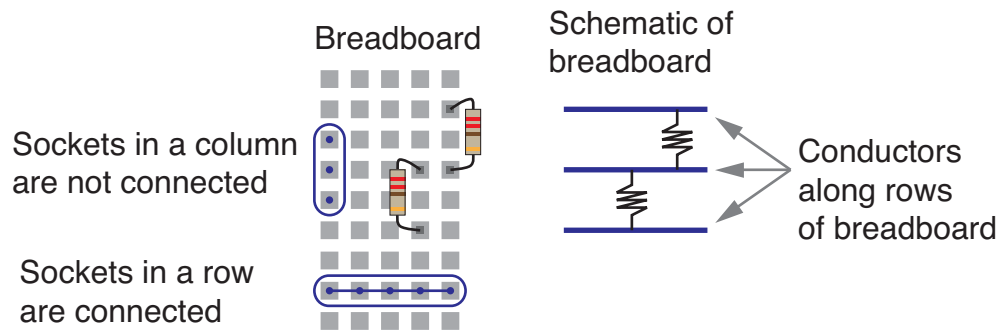 Breadboard
Schematic of
breadboard
Sockets in a column
are not connected
Conductors
along rows
of breadboard
Sockets in a row
are connected